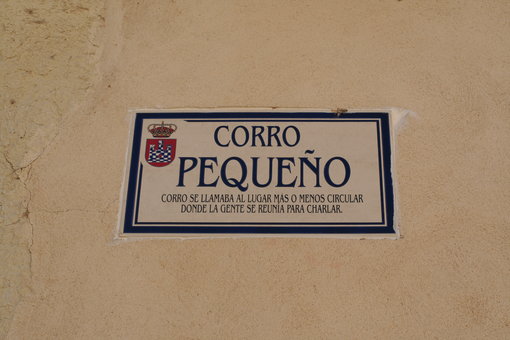 CORRO
PEQUEÑO
CORRO SE LLAMABA AL LUGAR MAS O MENOS CIRCULAR
DONDE LA GENTE SE REUNIA PARA CHARLAR.